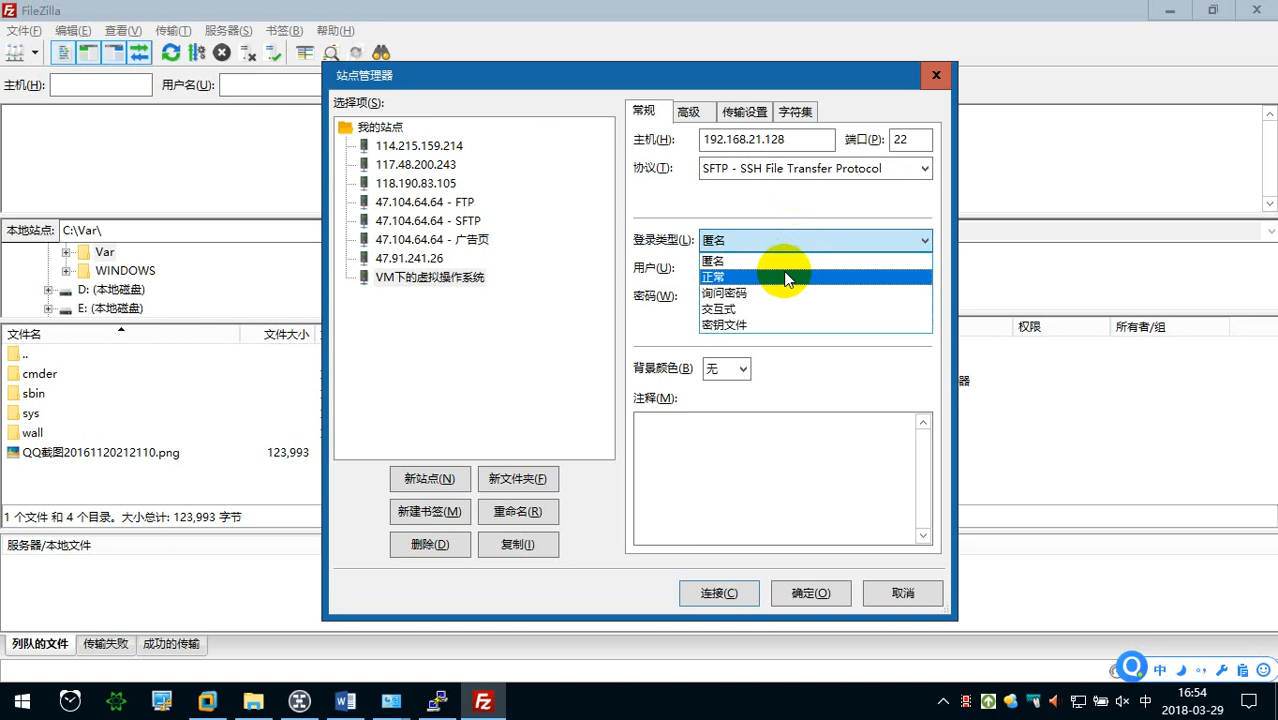 FileZilla
文件(F) 编辑(E) 查看(V) 传输(T) 服务器(S) 书签(B) 帮助(H)
主机(H): 用户名(U):
站点管理器
选择项(S):
我的站点
114.215.159.214
117.48.200.243
118.190.83.105
47.104.64.64 - FTP
47.104.64.64 - SFTP
47.104.64.64 - 广告页
47.91.241.26
VM下的虚拟操作系统
新站点(N) 新文件夹(F)
新建书签(M) 重命名(R)
删除(D) 复制(I)
常规 高级 传输设置 字符集
主机(H): 192.168.21.128 端口(P): 22
协议(T): SFTP - SSH File Transfer Protocol
登录类型(L): 匿名
匿名
用户(U): 正常
密码(W): 询问密码
交互式
密钥文件
背景颜色(B) 无
注释(M):
连接(C) 确定(O) 取消
本地站点: C:\Var\
Var
WINDOWS
D: (本地磁盘)
E: (本地磁盘)
文件名 文件大小 权限 所有者/组
..
cmder 器
sbin
sys
wall
QQ截图20161120212110.png 123,993
1 个文件 和 4 个目录。大小总计: 123,993 字节
服务器/本地文件
列队的文件 传输失败 成功的传输
中
中 16:54
2018-03-29